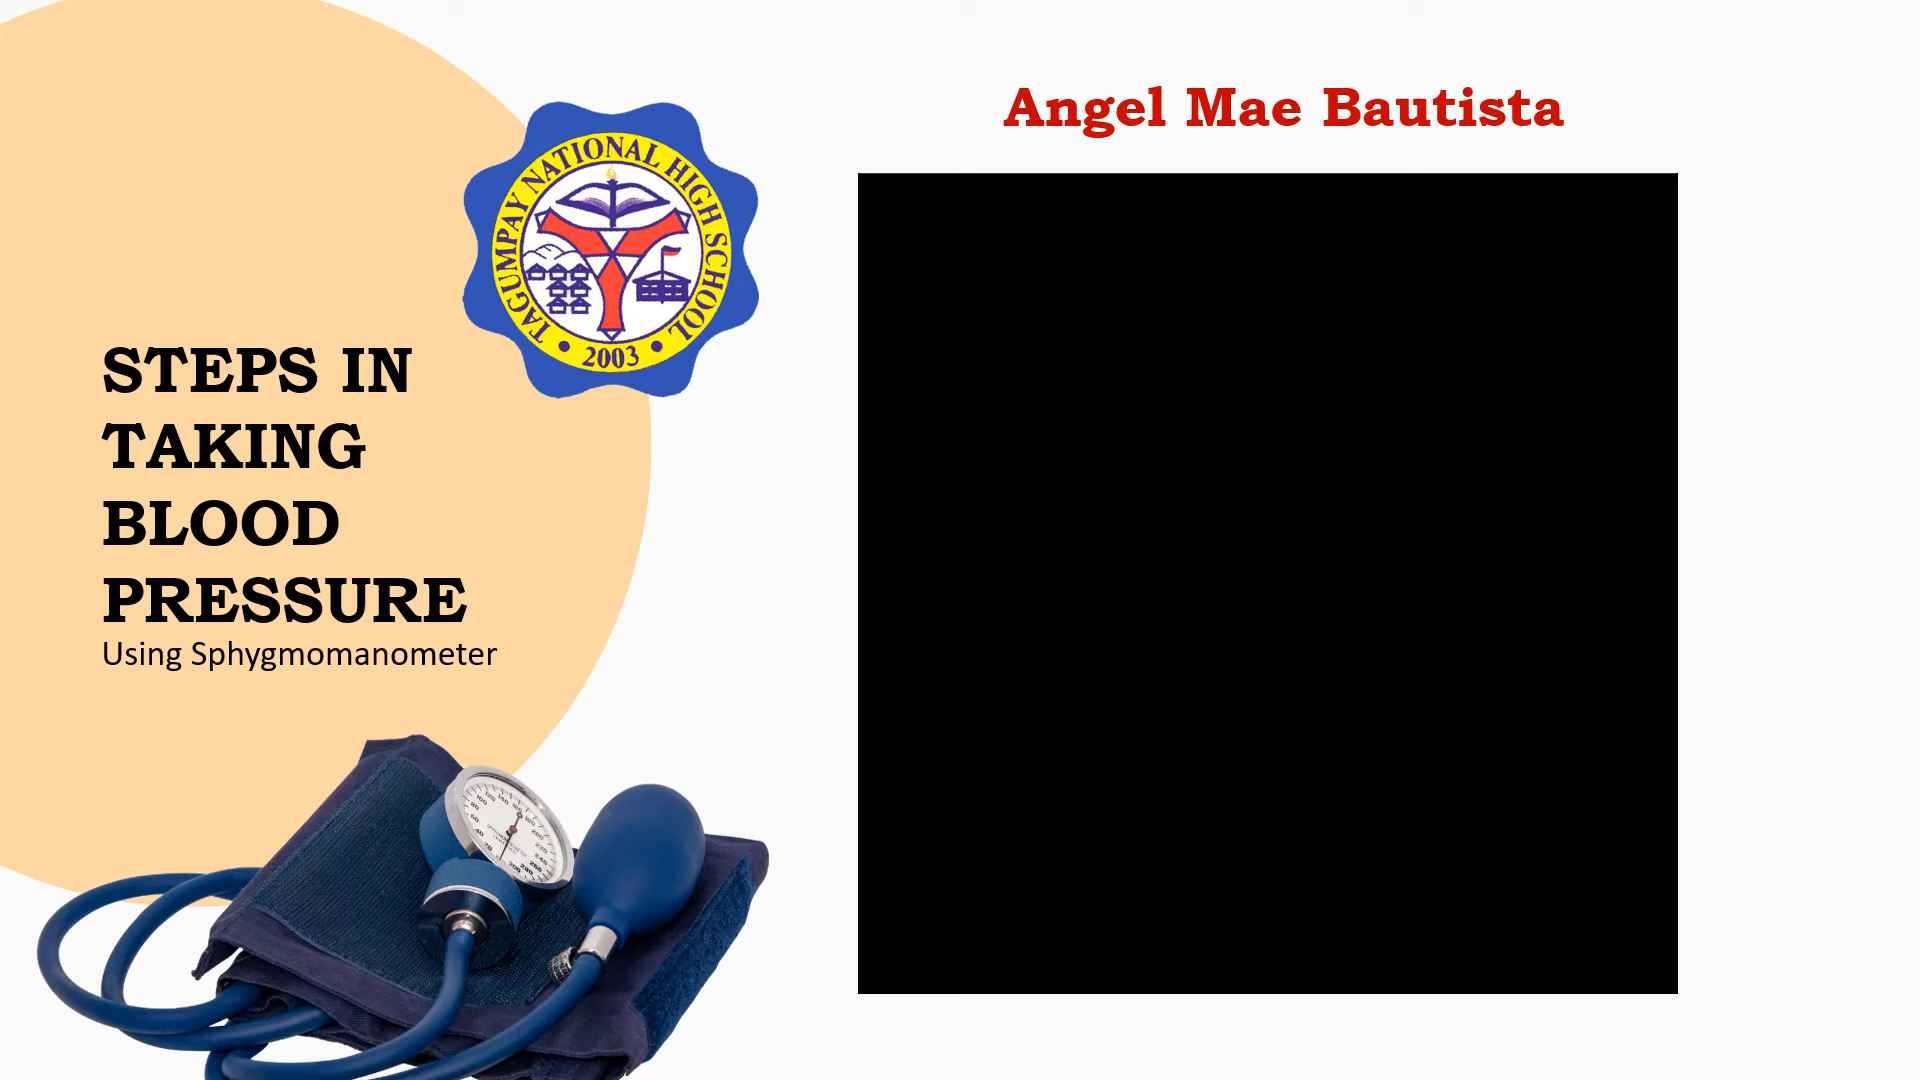 Angel Mae Bautista
TAGUMPAY NATIONAL HIGH SCHOOL
2003
STEPS IN
TAKING
BLOOD
PRESSURE
Using Sphygmomanometer